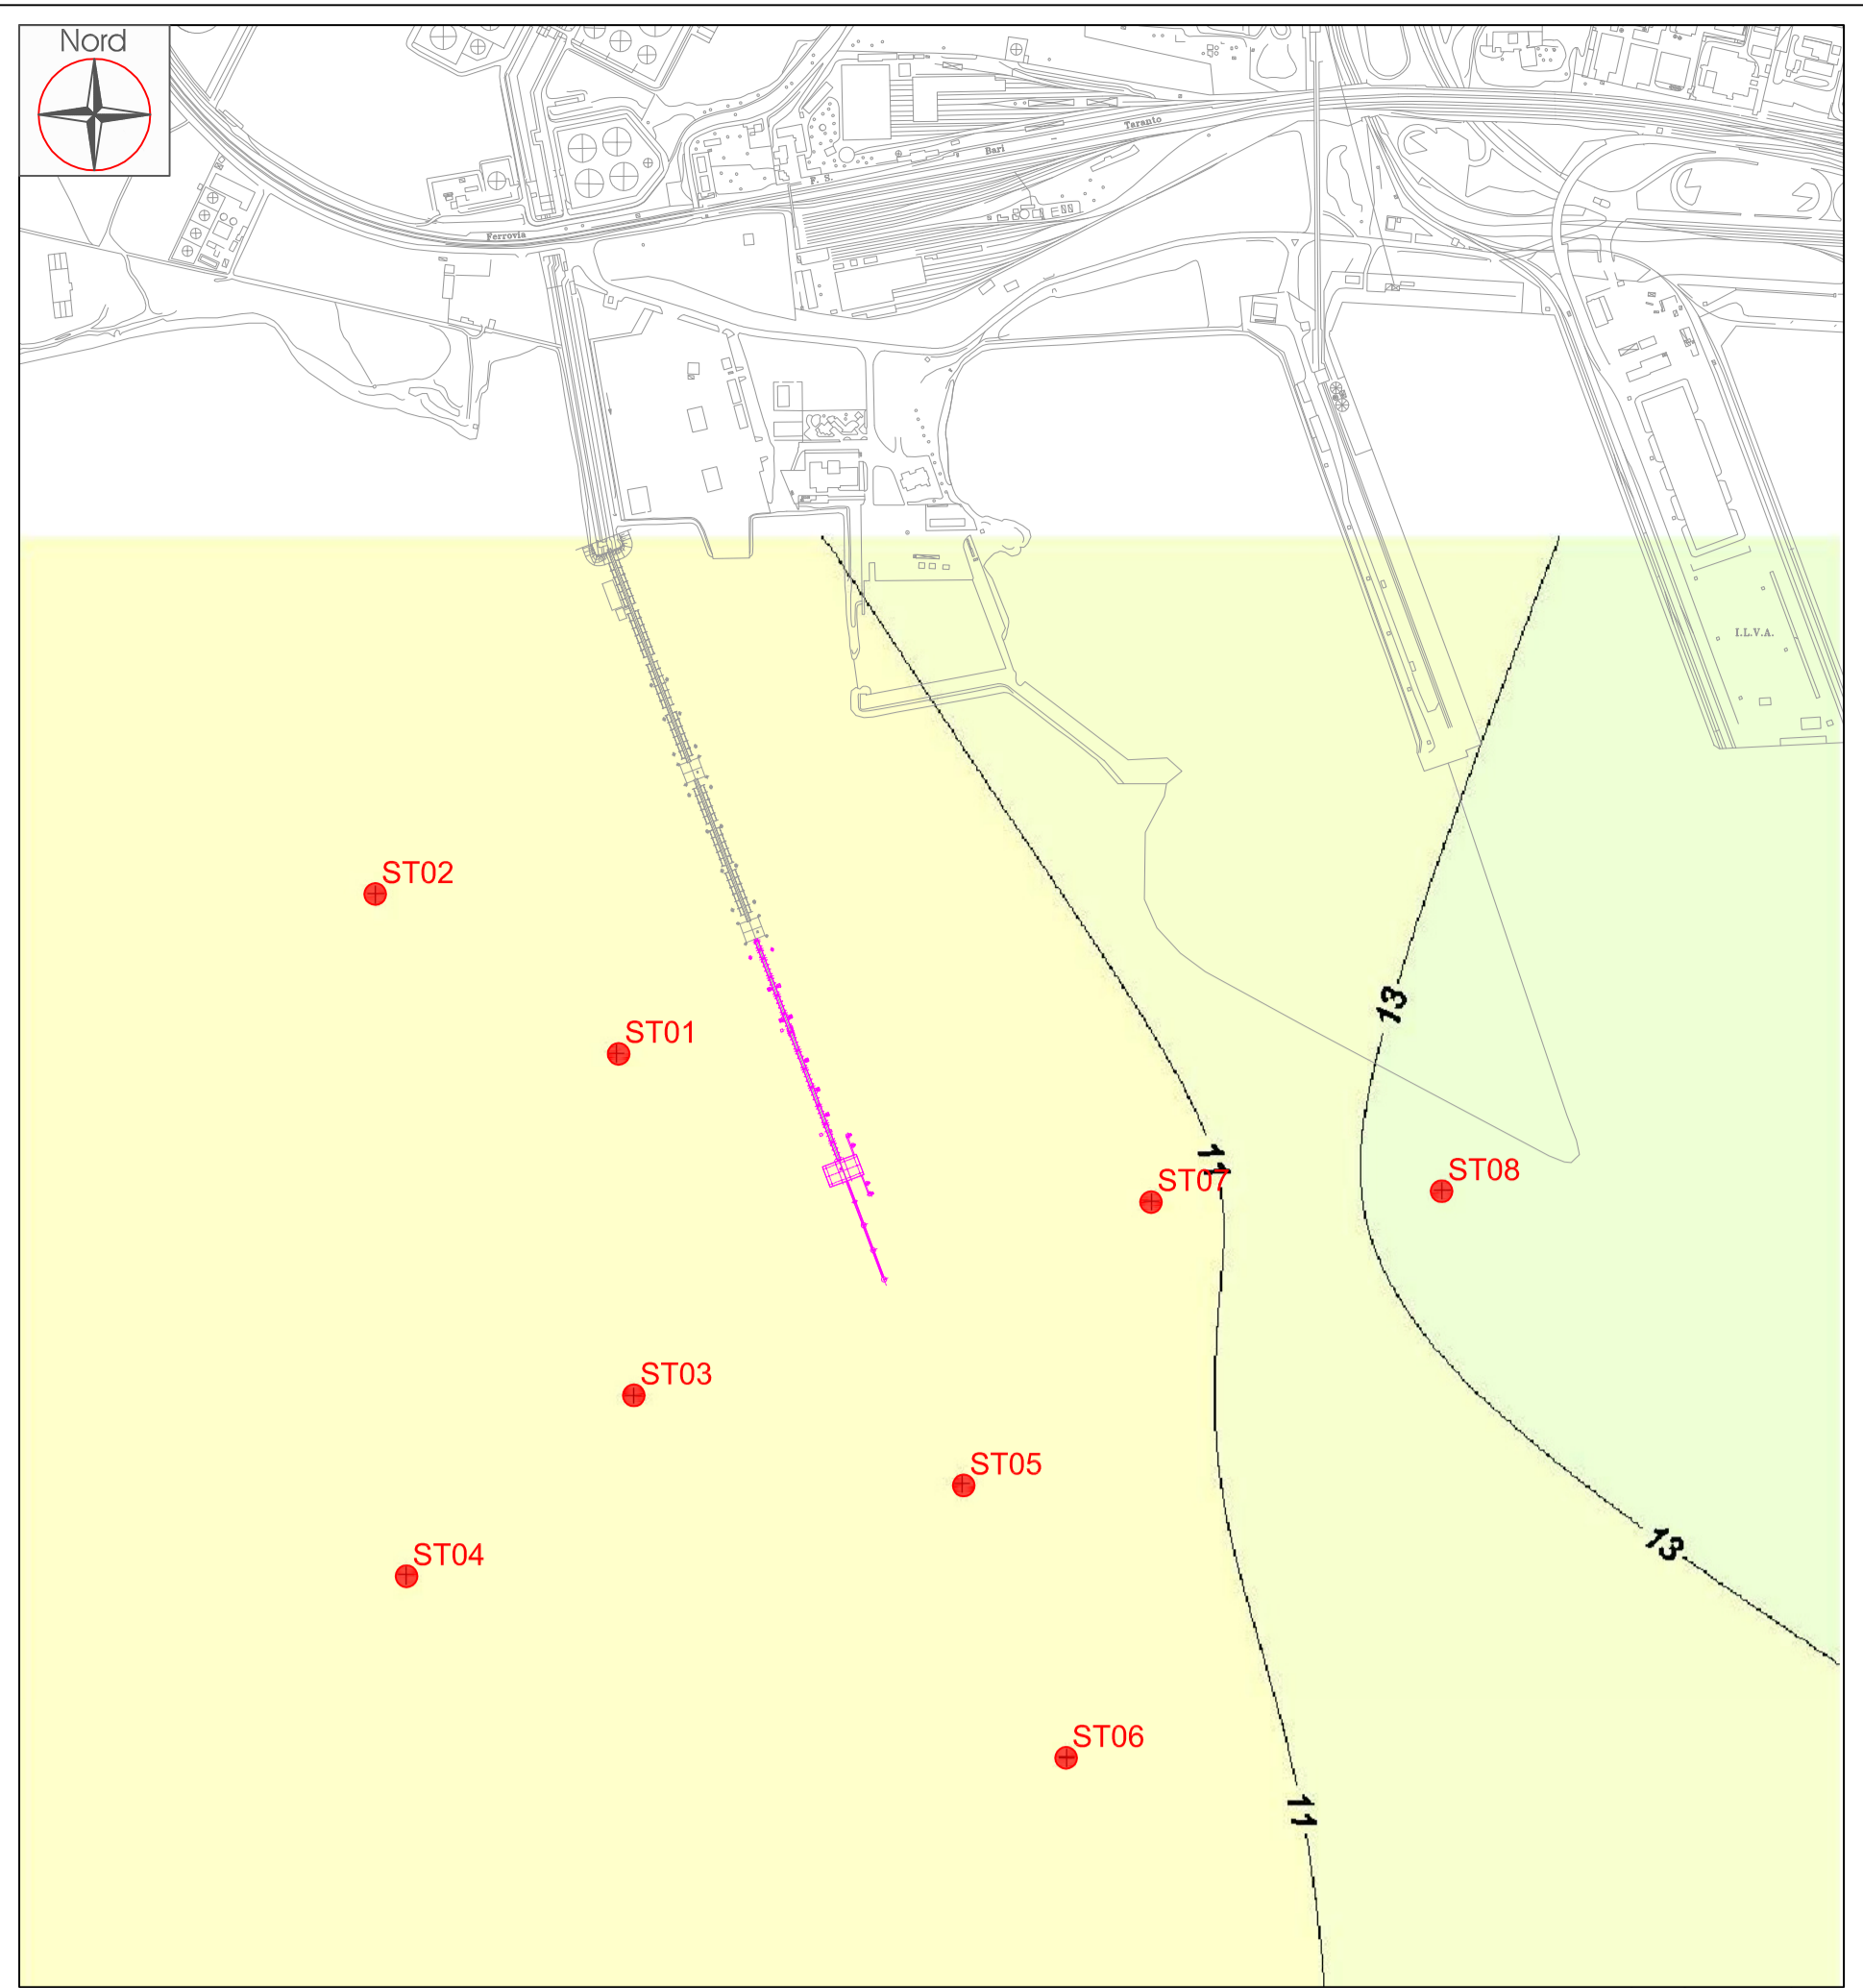 Nord
Taranto
Bari
F. S.
Ferrovia
I.L.V.A.
ST02
13
ST01
11
ST07
ST08
ST03
ST05
13
ST04
ST06
11